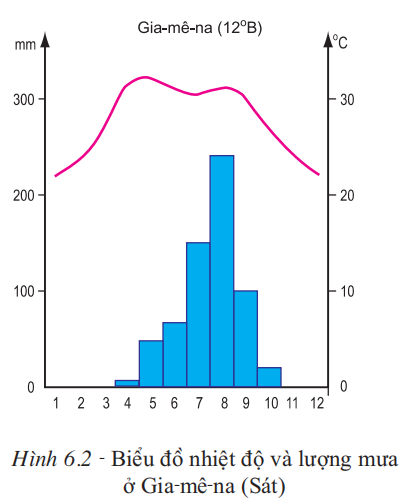 Gia-mê-na (12°B)
mm
°C
300
30
200
20
100
10
0
0
1 2 3 4 5 6 7 8 9 10 11 12
Hình 6.2 - Biểu đồ nhiệt độ và lượng mưa
ở Gia-mê-na (Sát)